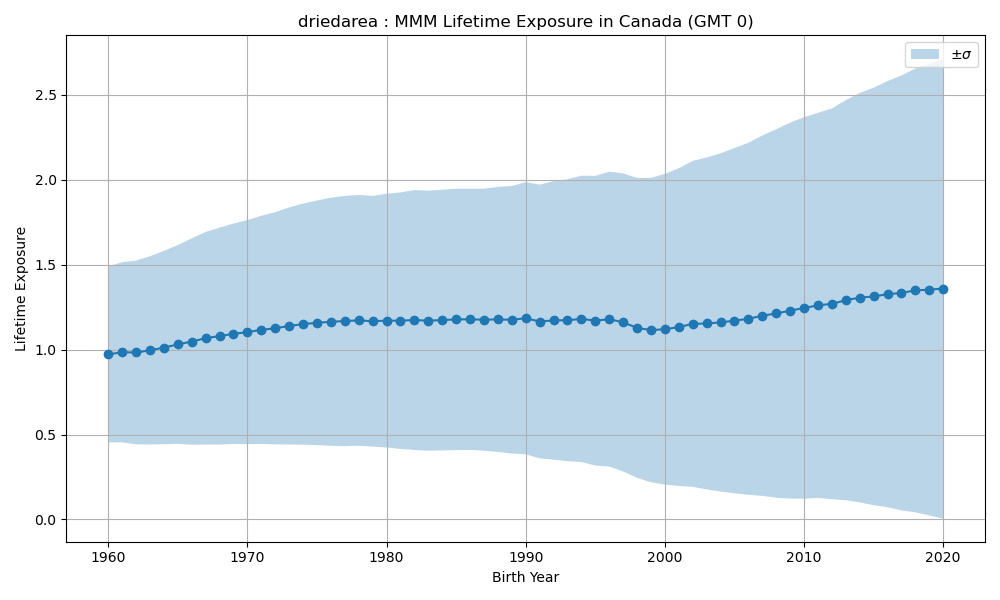 driedarea : MMM Lifetime Exposure in Canada (GMT 0)
±σ
Lifetime Exposure
2.5
2.0
1.5
1.0
0.5
0.0
1960 1970 1980 1990 2000 2010 2020
Birth Year